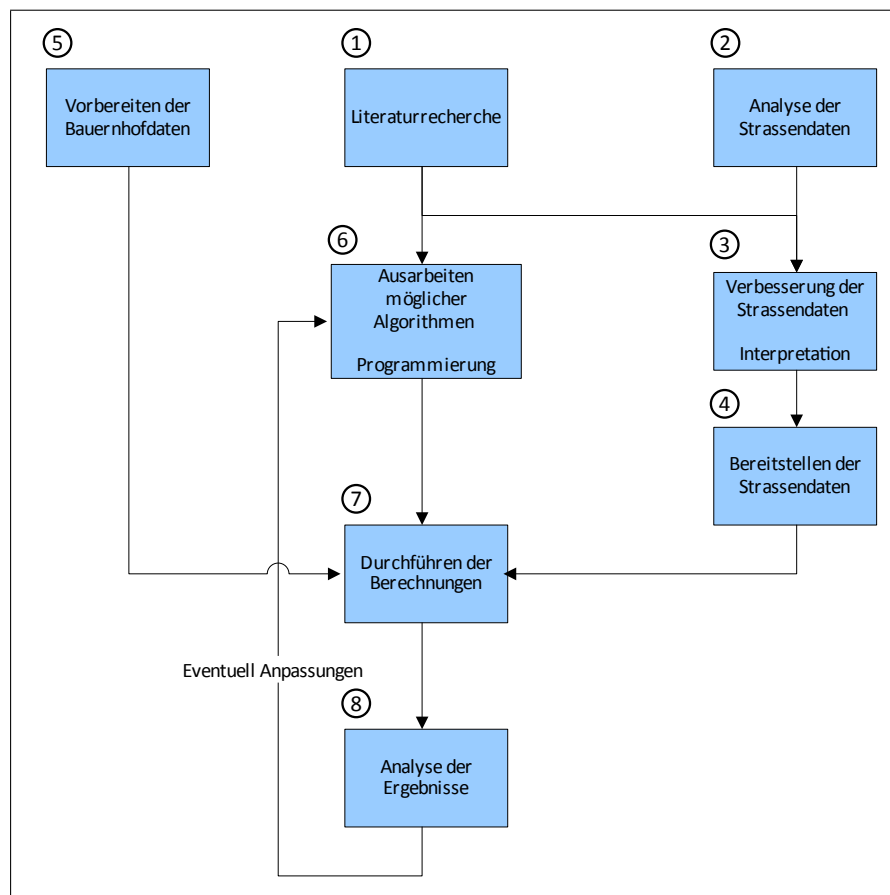 5
Vorbereiten der
Bauernhofdaten
1
Literaturrecherche
2
Analyse der
Strassendaten
6
Ausarbeiten
möglicher
Algorithmen
Programmierung
3
Verbesserung der
Strassendaten
Interpretation
4
Bereitstellen der
Strassendaten
7
Durchführen der
Berechnungen
Eventuell Anpassungen
8
Analyse der
Ergebnisse